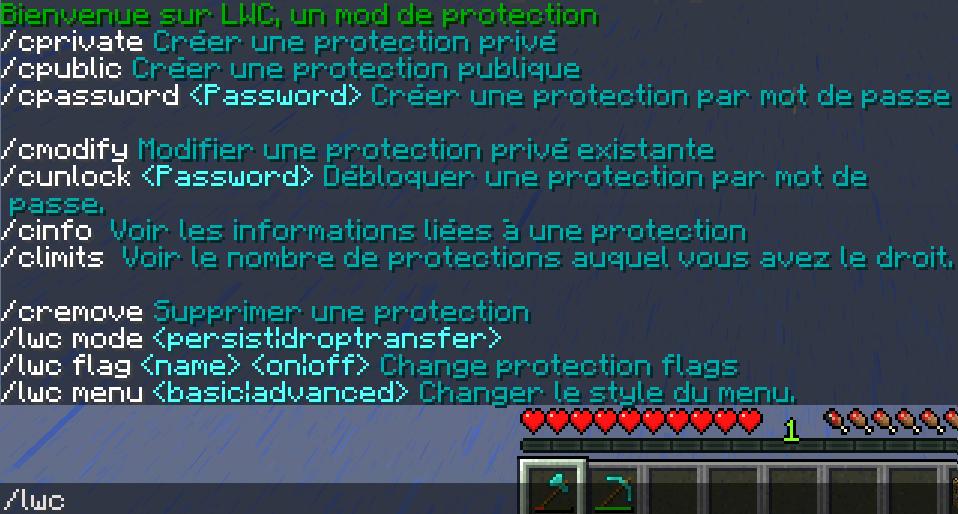 Bienvenue sur LWC, un mod de protection
/cprivate Créer une protection privé
/cpublic Créer une protection publique
/cpassword <Password> Créer une protection par mot de passe
/cmodify Modifier une protection privé existante
/cunlock <Password> Débloquer une protection par mot de
passe.
/cinfo Voir les informations liées à une protection
/climits Voir le nombre de protections auquel vous avez le droit.
/cremove Supprimer une protection
/lwc mode <persist|droptransfer>
/lwc flag <name> <on|off> Change protection flags
/lwc menu <basic|advanced> Changer le style du menu.
1
/lwc